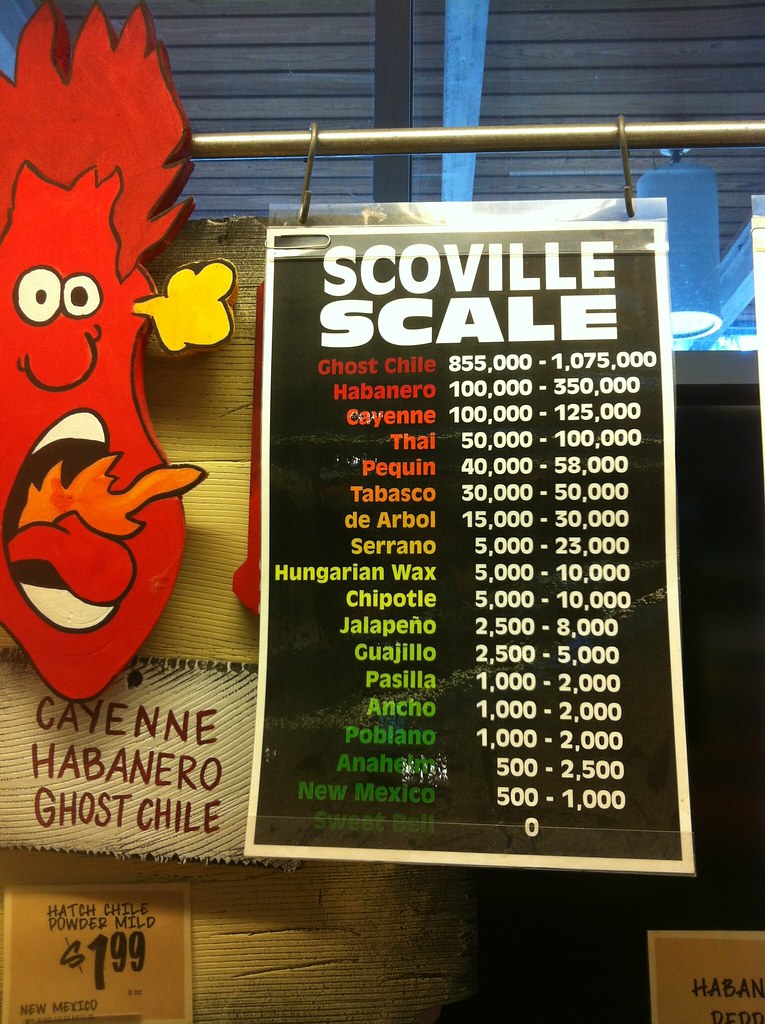 SCOVILLE
SCALE
Ghost Chile 855,000 - 1,075,000
Habanero 100,000 - 350,000
Cayenne 100,000 - 125,000
Thai 50,000 - 100,000
Pequin 40,000 - 58,000
Tabasco 30,000 - 50,000
de Arbol 15,000 - 30,000
Serrano 5,000 - 23,000
Hungarian Wax 5,000 - 10,000
Chipotle 5,000 - 10,000
Jalapeño 2,500 - 8,000
Guajillo 2,500 - 5,000
Pasilla 1,000 - 2,000
Ancho 1,000 - 2,000
Poblano 1,000 - 2,000
Anaheim 500 - 2,500
New Mexico 500 - 1,000
Sweet Bell 0
CAYENNE
HABANERO
GHOST CHILE
HATCH CHILE
POWDER MILD
$1.99
NEW MEXICO
HABAN